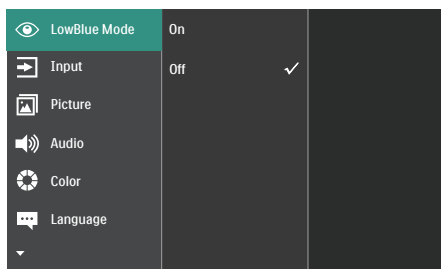 LowBlue Mode
On
Input
Off
Picture
Audio
Color
Language